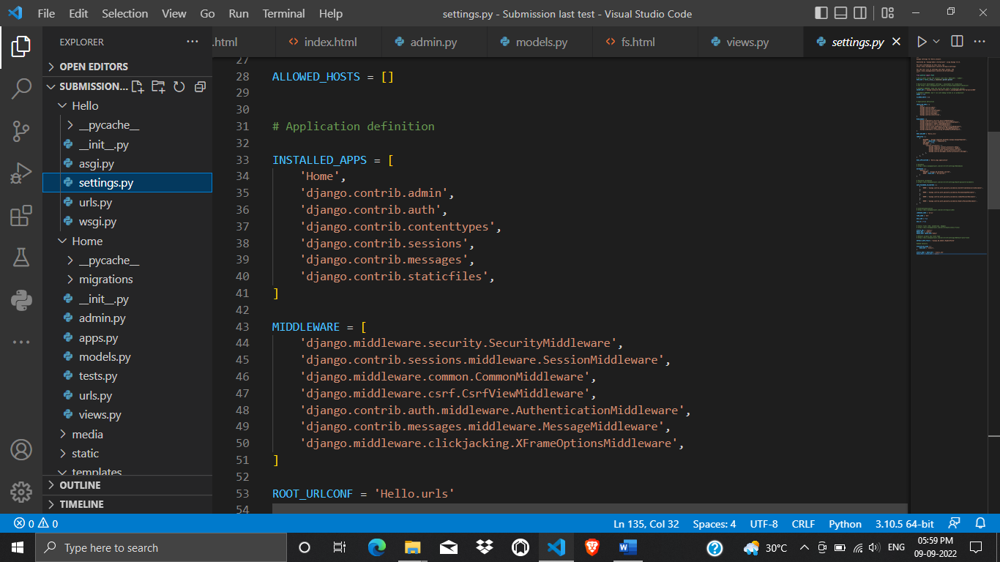 File Edit Selection View Go Run Terminal Help
settings.py - Submission last test - Visual Studio Code
EXPLORER
.html
index.html
admin.py
models.py
fs.html
views.py
settings.py
OPEN EDITORS
SUBMISSION...
Hello
__pycache__
__init__.py
asgi.py
settings.py
urls.py
wsgi.py
Home
__pycache__
migrations
__init__.py
admin.py
apps.py
models.py
tests.py
urls.py
views.py
media
static
templates
OUTLINE
TIMELINE
27
28 ALLOWED_HOSTS = []
29
30
31 # Application definition
32
33 INSTALLED_APPS = [
34 'Home',
35 'django.contrib.admin',
36 'django.contrib.auth',
37 'django.contrib.contenttypes',
38 'django.contrib.sessions',
39 'django.contrib.messages',
40 'django.contrib.staticfiles',
41 ]
42
43 MIDDLEWARE = [
44 'django.middleware.security.SecurityMiddleware',
45 'django.contrib.sessions.middleware.SessionMiddleware',
46 'django.middleware.common.CommonMiddleware',
47 'django.middleware.csrf.CsrfViewMiddleware',
48 'django.contrib.auth.middleware.AuthenticationMiddleware',
49 'django.contrib.messages.middleware.MessageMiddleware',
50 'django.middleware.clickjacking.XFrameOptionsMiddleware',
51 ]
52
53 ROOT_URLCONF = 'Hello.urls'
54
0 0
Ln 135, Col 32 Spaces: 4 UTF-8 CRLF Python 3.10.5 64-bit
Type here to search
30°C
ENG
05:59 PM
09-09-2022